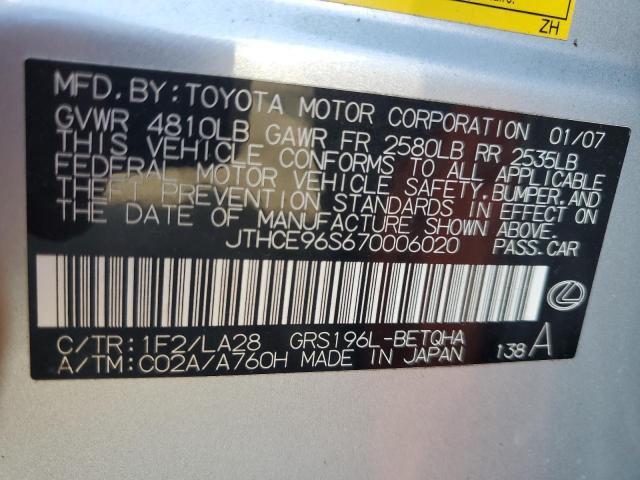 ZH
MFD. BY: TOYOTA MOTOR CORPORATION 01/07
GVWR 4810LB GAWR FR 2580LB RR 2535LB
THIS VEHICLE CONFORMS TO ALL APPLICABLE
FEDERAL MOTOR VEHICLE SAFETY, BUMPER, AND
THEFT PREVENTION STANDARDS IN EFFECT ON
THE DATE OF MANUFACTURE SHOWN ABOVE.
JTHCE96S670006020 PASS. CAR
C/TR: 1F2/LA28 GRS196L-BETQHA
A/TM: C02A/A760H MADE IN JAPAN 138 A